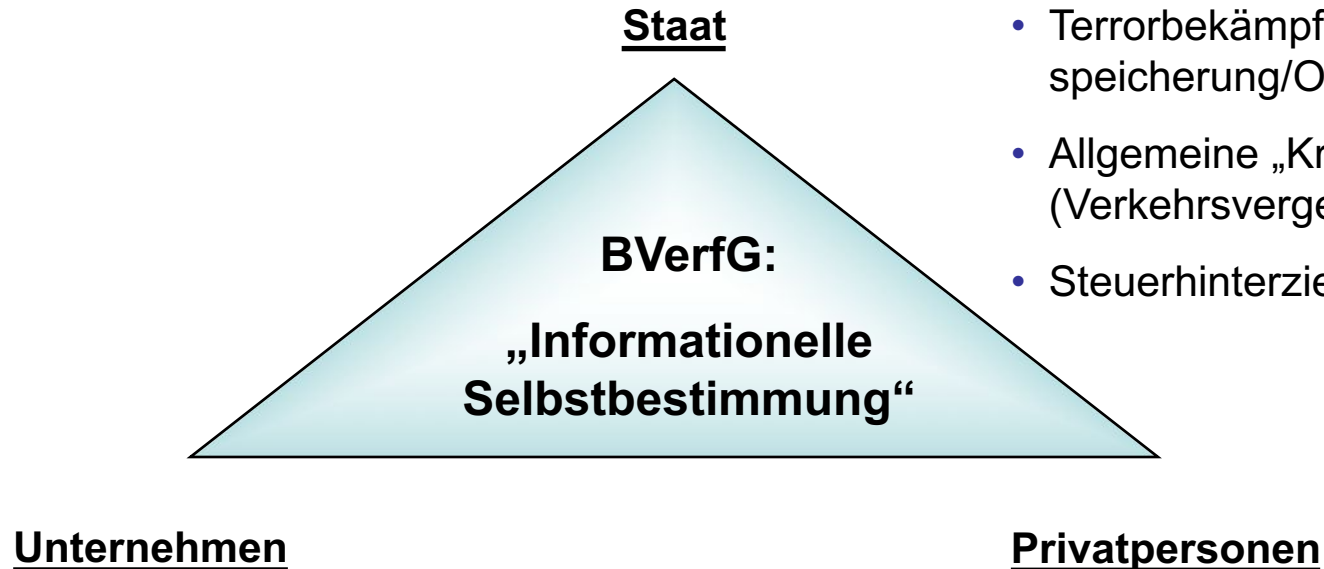 Staat
• Terrorbekämpf
speicherung/O
• Allgemeine „Kr
(Verkehrsverge
• Steuerhinterzie
BVerfG:
„Informationelle
Selbstbestimmung“
Unternehmen
Privatpersonen